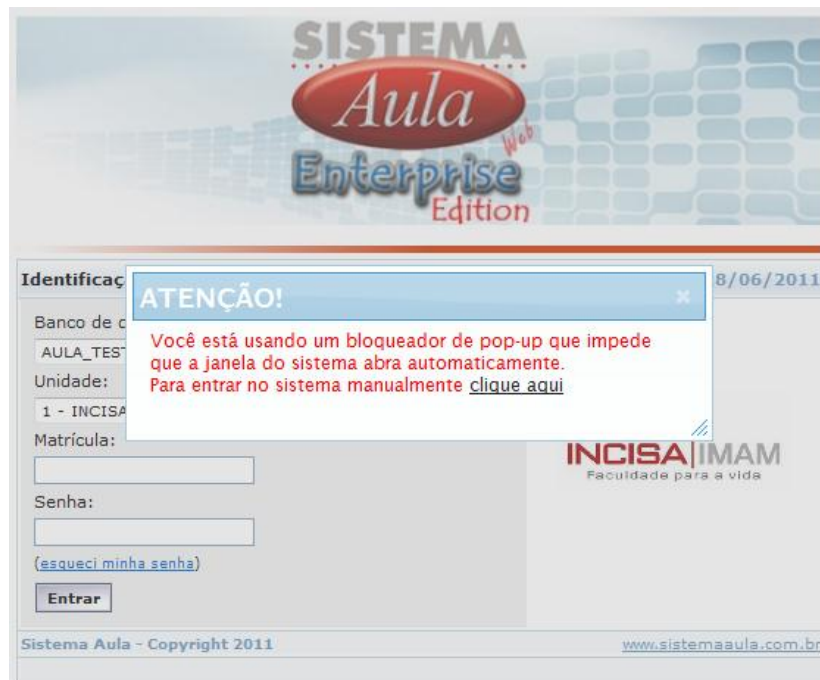 SISTEMA
Aula
Web
Enterprise
Edition
8/06/2011
ATENÇÃO!
Você está usando um bloqueador de pop-up que impede
que a janela do sistema abra automaticamente.
Para entrar no sistema manualmente clique aqui
Banco de
Unidade:
1 - INCISA
Matrícula:
INCISA|IMAM
Faculdade para a vida
Senha:
(esqueci minha senha)
Entrar
Sistema Aula - Copyright 2011
www.sistemaaula.com.br